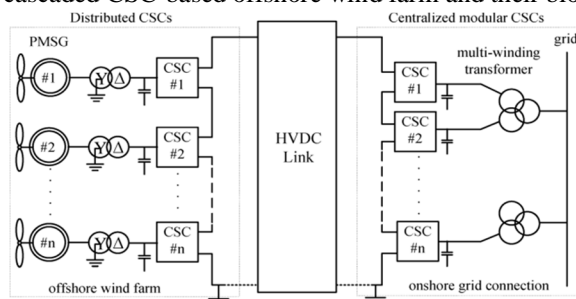 cascaded CSC-based offshore wind farm and their
Distributed CSCs
Centralized modular CSCs
PMSG
#1
Y Δ
CSC
#1
#2
Y Δ
CSC
#2
#n
Y Δ
CSC
#n
offshore wind farm
HVDC
Link
CSC
#1
CSC
#2
CSC
#n
multi-winding
transformer
grid
onshore grid connection